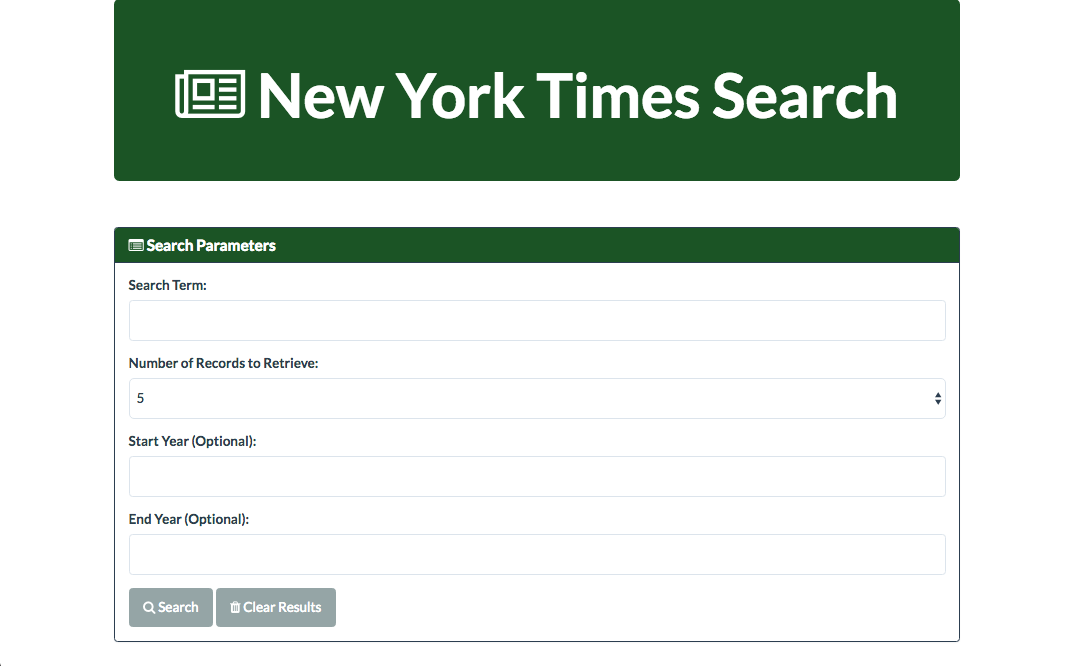 New York Times Search
Search Parameters
Search Term:
Number of Records to Retrieve:
5
Start Year (Optional):
End Year (Optional):
Search
Clear Results